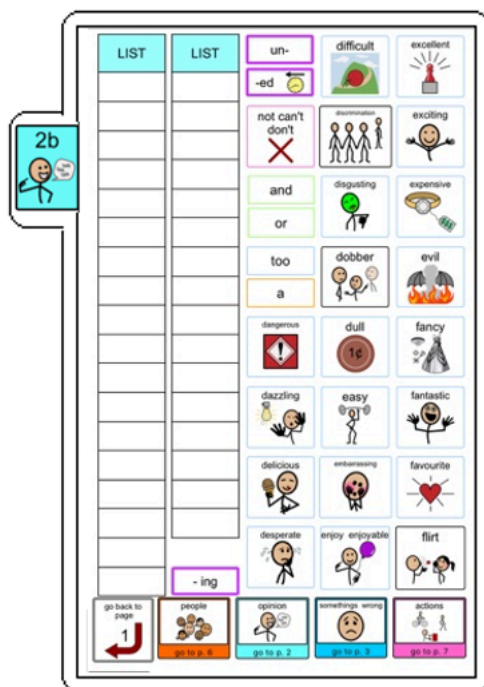 2b
LIST
LIST
- ing
un-
-ed
not can't
don't
and
or
too
a
dangerous
dazzling
delicious
desperate
difficult
discrimination
disgusting
dobber
dull
1¢
easy
embarrassing
enjoy enjoyable
excellent
exciting
expensive
$$$
evil
fancy
fantastic
favourite
flirt
go back to
page
1
people
go to p. 6
opinion
go to p. 2
somethings wrong
go to p. 3
actions
go to p. 7